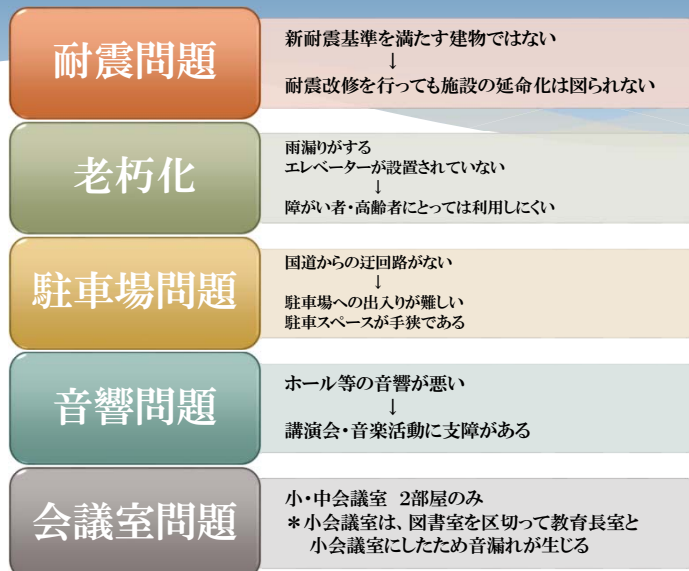 耐震問題
新耐震基準を満たす建物ではない
↓
耐震改修を行っても施設の延命化は図られない
老朽化
雨漏りがする
エレベーターが設置されていない
↓
障がい者・高齢者にとっては利用しにくい
駐車場問題
国道からの迂回路がない
↓
駐車場への出入りが難しい
駐車スペースが手狭である
音響問題
ホール等の音響が悪い
↓
講演会・音楽活動に支障がある
会議室問題
小・中会議室 2部屋のみ
＊小会議室は、図書室を区切って教育長室と
小会議室にしたため音漏れが生じる